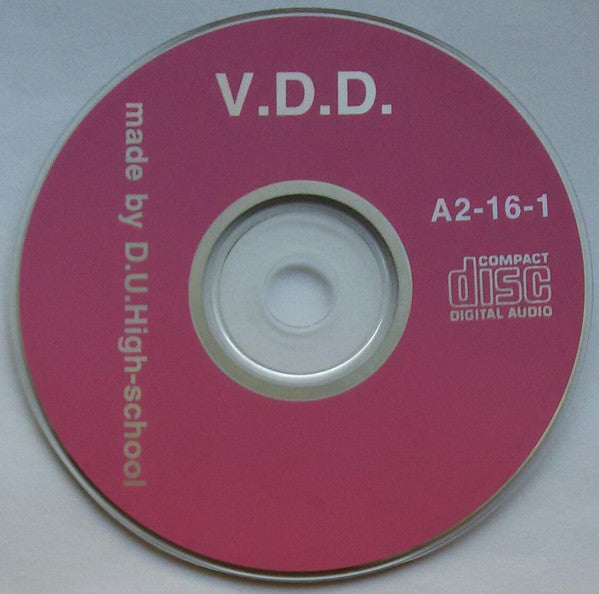 V.D.D.
made by D.U.High-school
A2-16-1
COMPACT
disc
DIGITAL AUDIO